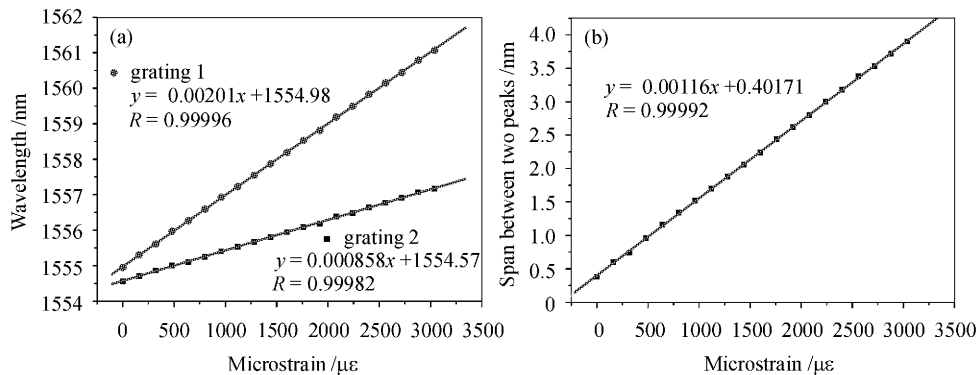 (a)
grating 1
y = 0.00201x +1554.98
R = 0.99996
grating 2
y = 0.000858x +1554.57
R = 0.99982
Wavelength /nm
1562
1561
1560
1559
1558
1557
1556
1555
1554
0 500 1000 1500 2000 2500 3000 3500
Microstrain /με
(b)
y = 0.00116x +0.40171
R = 0.99992
Span between two peaks /nm
4.0
3.5
3.0
2.5
2.0
1.5
1.0
0.5
0
0 500 1000 1500 2000 2500 3000 3500
Microstrain /με